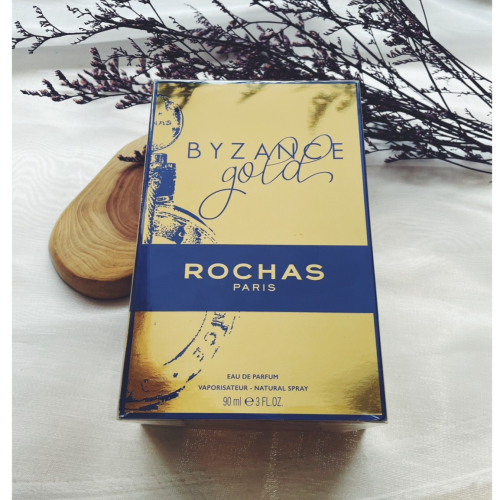 BYZANCE
gold
ROCHAS
PARIS
EAU DE PARFUM
VAPORISATEUR - NATURAL SPRAY
90 ml ℮ 3 FL.OZ.